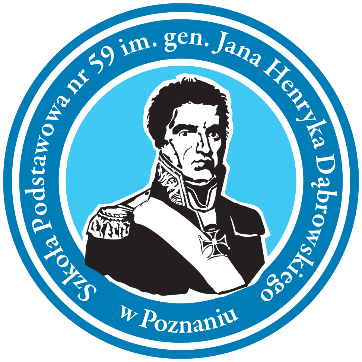 Szkoła Podstawowa nr 59 im. gen. Jana Henryka Dąbrowskiego
w Poznaniu